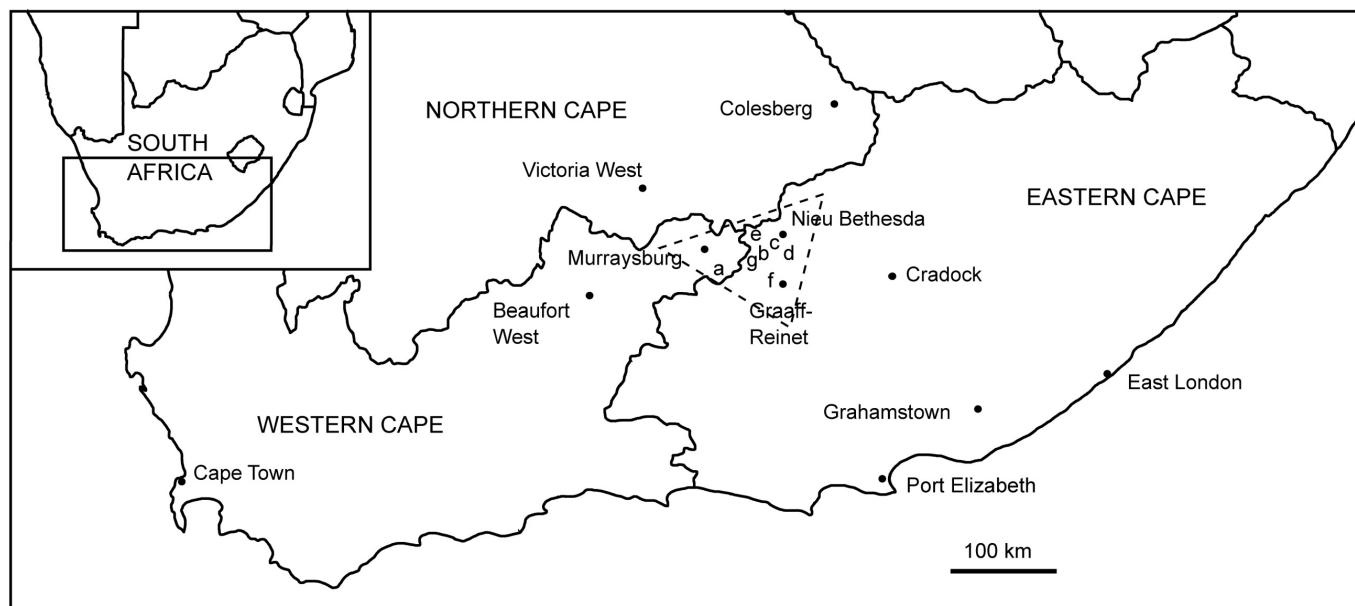 SOUTH
AFRICA
NORTHERN CAPE
Colesberg
Victoria West
EASTERN CAPE
Nieu Bethesda
e
c
b
d
g
Murraysburg
a
f
Cradock
Beaufort
West
Graaff-
Reinet
East London
Grahamstown
WESTERN CAPE
Cape Town
Port Elizabeth
100 km